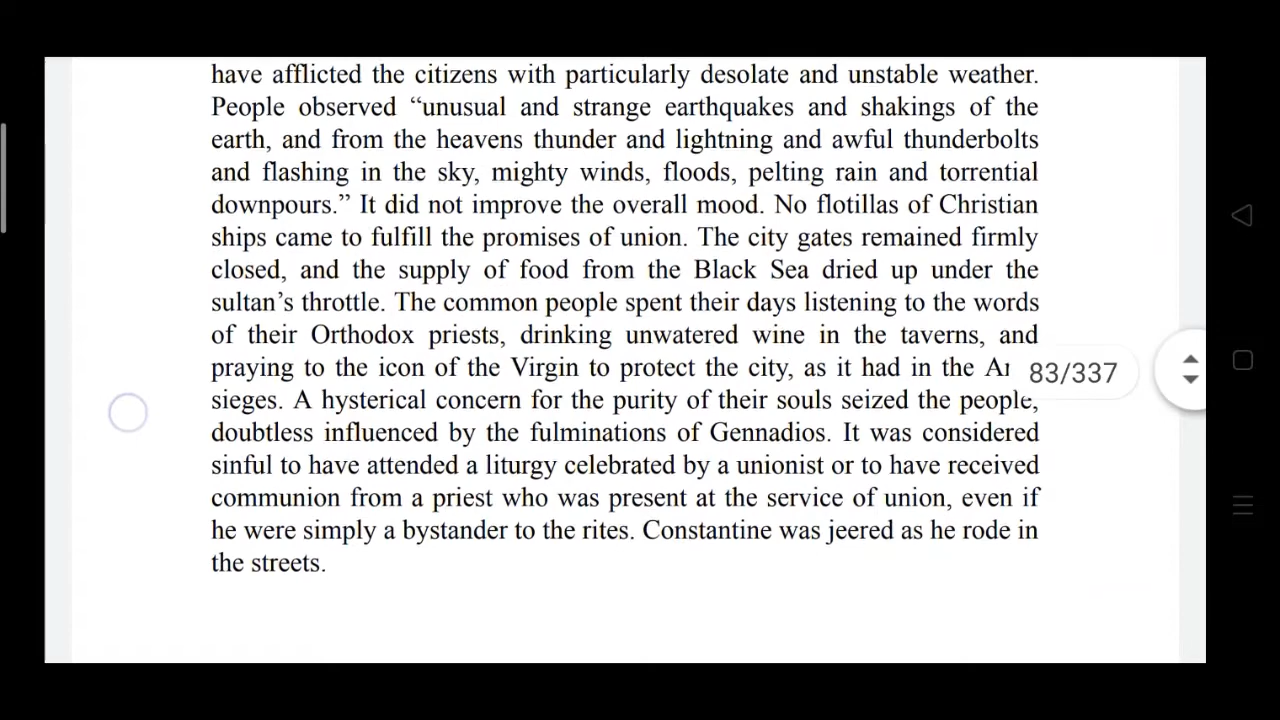 have afflicted the citizens with particularly desolate and unstable weather.
People observed “unusual and strange earthquakes and shakings of the
earth, and from the heavens thunder and lightning and awful thunderbolts
and flashing in the sky, mighty winds, floods, pelting rain and torrential
downpours.” It did not improve the overall mood. No flotillas of Christian
ships came to fulfill the promises of union. The city gates remained firmly
closed, and the supply of food from the Black Sea dried up under the
sultan’s throttle. The common people spent their days listening to the words
of their Orthodox priests, drinking unwatered wine in the taverns, and
praying to the icon of the Virgin to protect the city, as it had in the
83/337
sieges. A hysterical concern for the purity of their souls seized the people,
doubtless influenced by the fulminations of Gennadios. It was considered
sinful to have attended a liturgy celebrated by a unionist or to have received
communion from a priest who was present at the service of union, even if
he were simply a bystander to the rites. Constantine was jeered as he rode in
the streets.